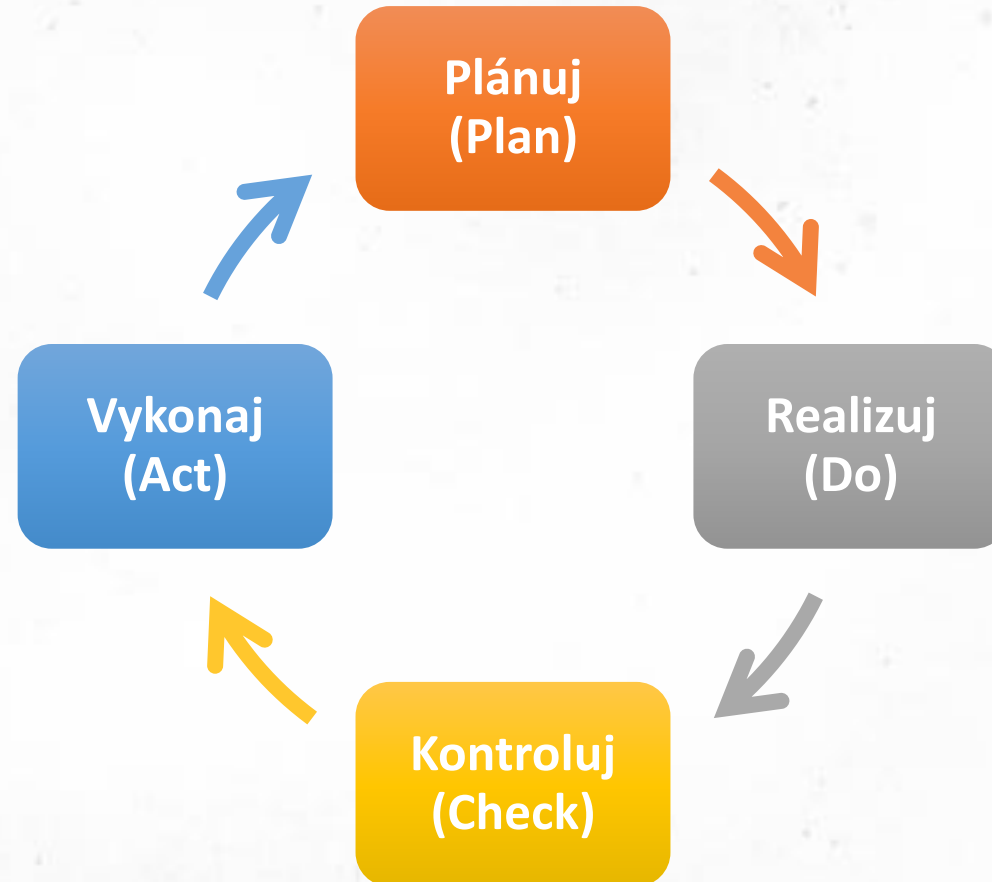 Plánuj
(Plan)
Realizuj
(Do)
Kontroluj
(Check)
Vykonaj
(Act)